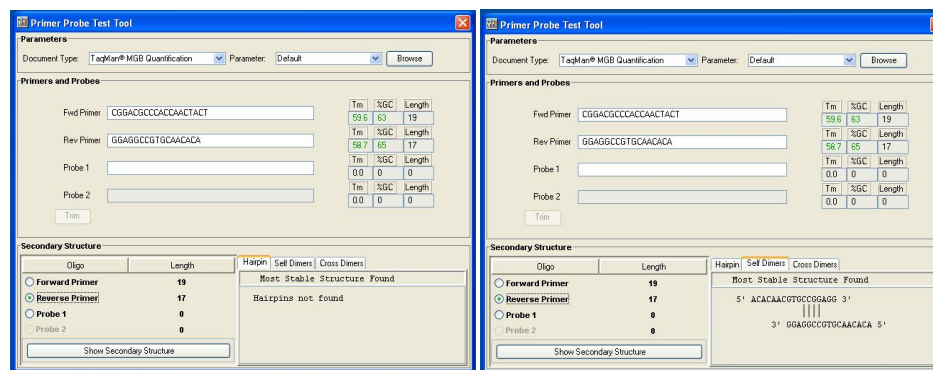 Primer Probe Test Tool
Parameters
Document Type: TaqMan® MGB Quantification Parameter: Default Browse
Primers and Probes
Tm %GC Length
Fwd Primer CGGACGCCCACCAACTACT 59.6 63 19
Tm %GC Length
Rev Primer GGAGGCCGTGCAACACA 58.7 65 17
Tm %GC Length
Probe 1 0.0 0 0
Tm %GC Length
Probe 2 0.0 0 0
Trim
Secondary Structure
Oligo Length
Forward Primer 19
Reverse Primer 17
Probe 1 0
Probe 2 0
Show Secondary Structure
Hairpin Self Dimers Cross Dimers
Most Stable Structure Found
Hairpins not found
Primer Probe Test Tool
Parameters
Document Type: TaqMan® MGB Quantification Parameter: Default Browse
Primers and Probes
Tm %GC Length
Fwd Primer CGGACGCCCACCAACTACT 59.6 63 19
Tm %GC Length
Rev Primer GGAGGCCGTGCAACACA 58.7 65 17
Tm %GC Length
Probe 1 0.0 0 0
Tm %GC Length
Probe 2 0.0 0 0
Trim
Secondary Structure
Oligo Length
Forward Primer 19
Reverse Primer 17
Probe 1 0
Probe 2 0
Show Secondary Structure
Hairpin Self Dimers Cross Dimers
Most Stable Structure Found
5' ACACAACGTGCCGGAGG 3'
||||
3' GGAGGCCGTGCAACACA 5'